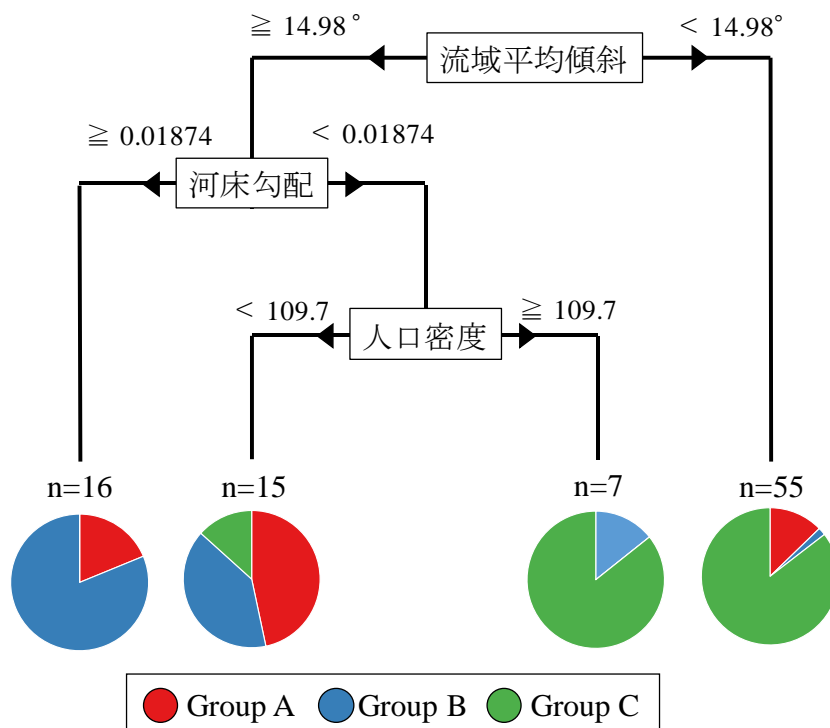 ≧ 14.98°
流域平均傾斜
< 14.98°
≧ 0.01874
< 0.01874
河床勾配
< 109.7
人口密度
≧ 109.7
n=16
n=15
n=7
n=55
Group A
Group B
Group C